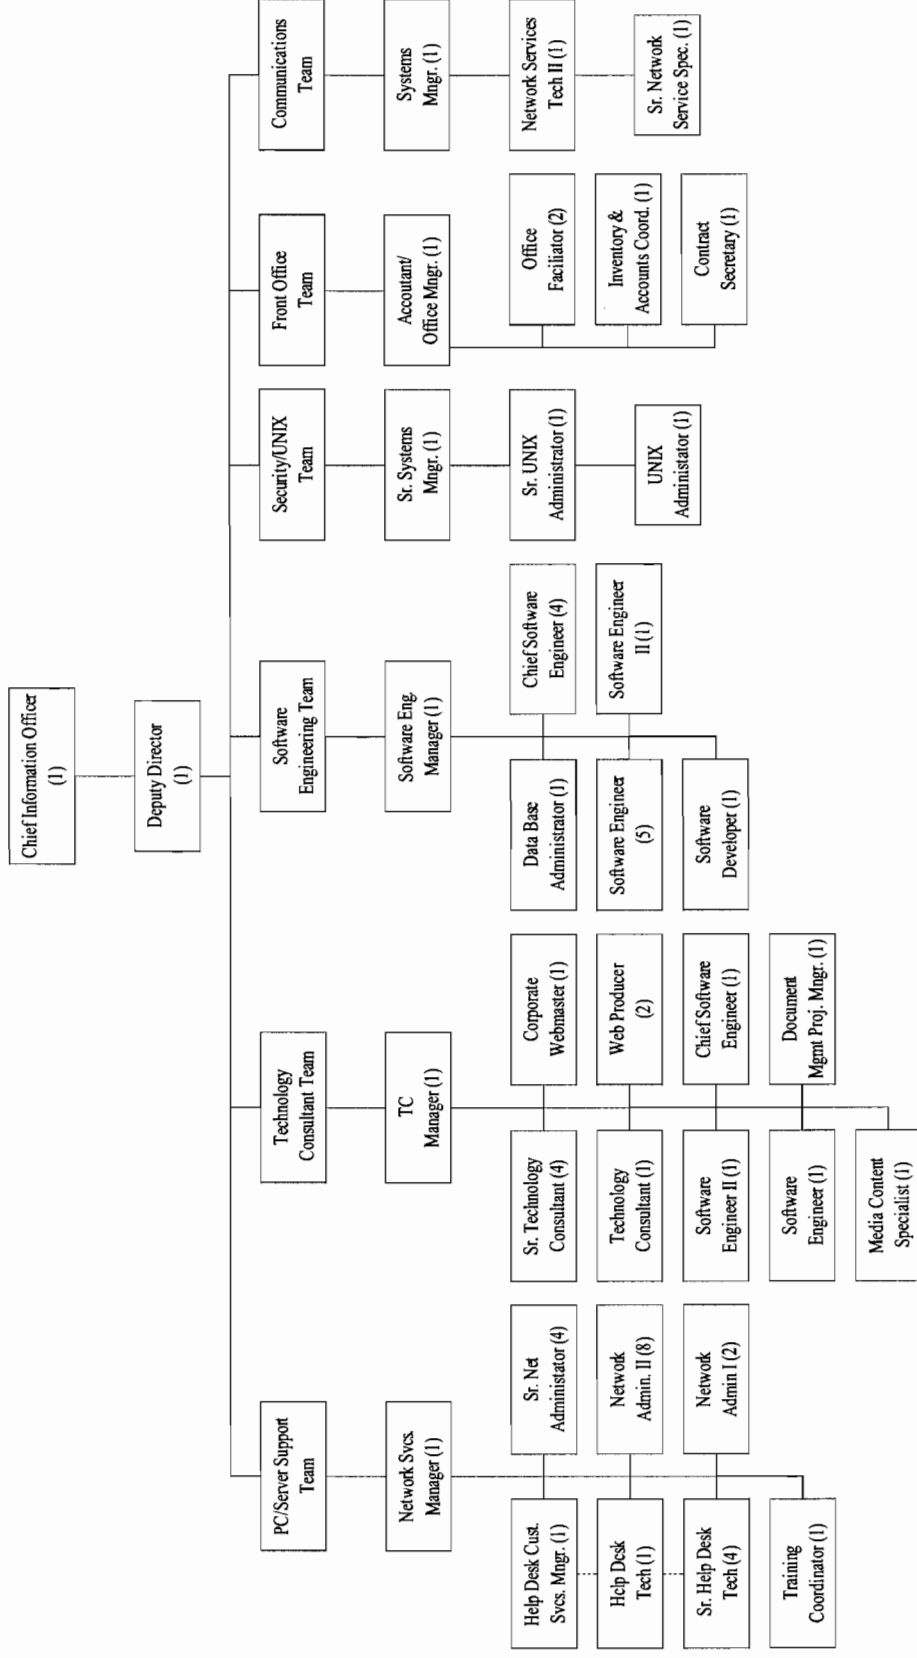 Chief Information Officer
(1)
Deputy Director
(1)
PC/Server Support
Team
Network Svcs.
Manager (1)
Help Desk Cust.
Svcs. Mngr. (1)
Sr. Net
Administator (4)
Help Desk
Tech (1)
Network
Admin. II (8)
Sr. Help Desk
Tech (4)
Network
Admin I (2)
Training
Coordinator (1)
Technology
Consultant Team
TC
Manager (1)
Sr. Technology
Consultant (4)
Corporate
Webmaster (1)
Technology
Consultant (1)
Web Producer
(2)
Software
Engineer II (1)
Chief Software
Engineer (1)
Software
Engineer (1)
Document
Mgmt Proj. Mngr. (1)
Media Content
Specialist (1)
Software
Engineering Team
Software Eng.
Manager (1)
Data Base
Administrator (1)
Chief Software
Engineer (4)
Software Engineer
(5)
Software Engineer
II (1)
Software
Developer (1)
Security/UNIX
Team
Sr. Systems
Mngr. (1)
Sr. UNIX
Administrator (1)
UNIX
Administator (1)
Front Office
Team
Accoutant/
Office Mngr. (1)
Office
Faciliator (2)
Inventory &
Accounts Coord. (1)
Contract
Secretary (1)
Communications
Team
Systems
Mngr. (1)
Network Services
Tech II (1)
Sr. Network
Service Spec. (1)